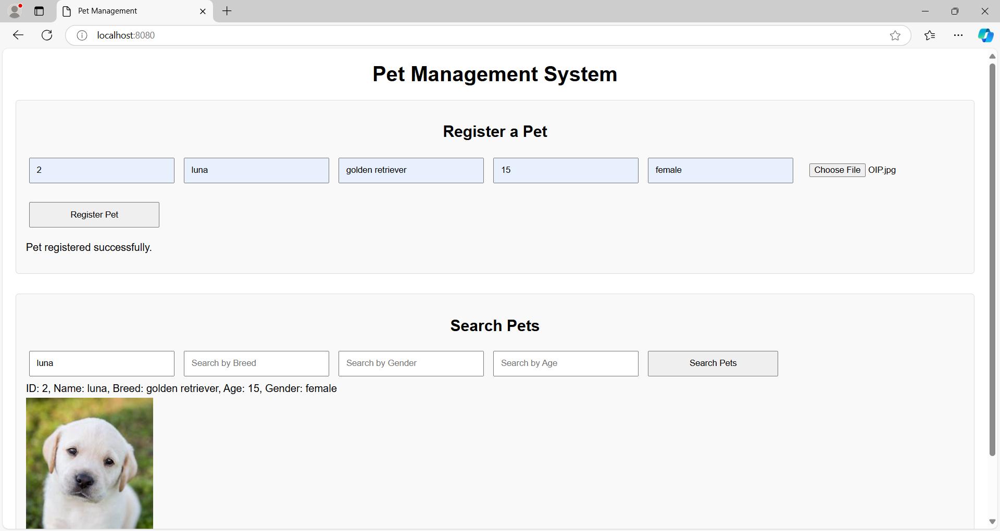 Pet Management
localhost:8080
Pet Management System
Register a Pet
2 luna golden retriever 15 female Choose File OIP.jpg
Register Pet
Pet registered successfully.
Search Pets
luna Search by Breed Search by Gender Search by Age Search Pets
ID: 2, Name: luna, Breed: golden retriever, Age: 15, Gender: female